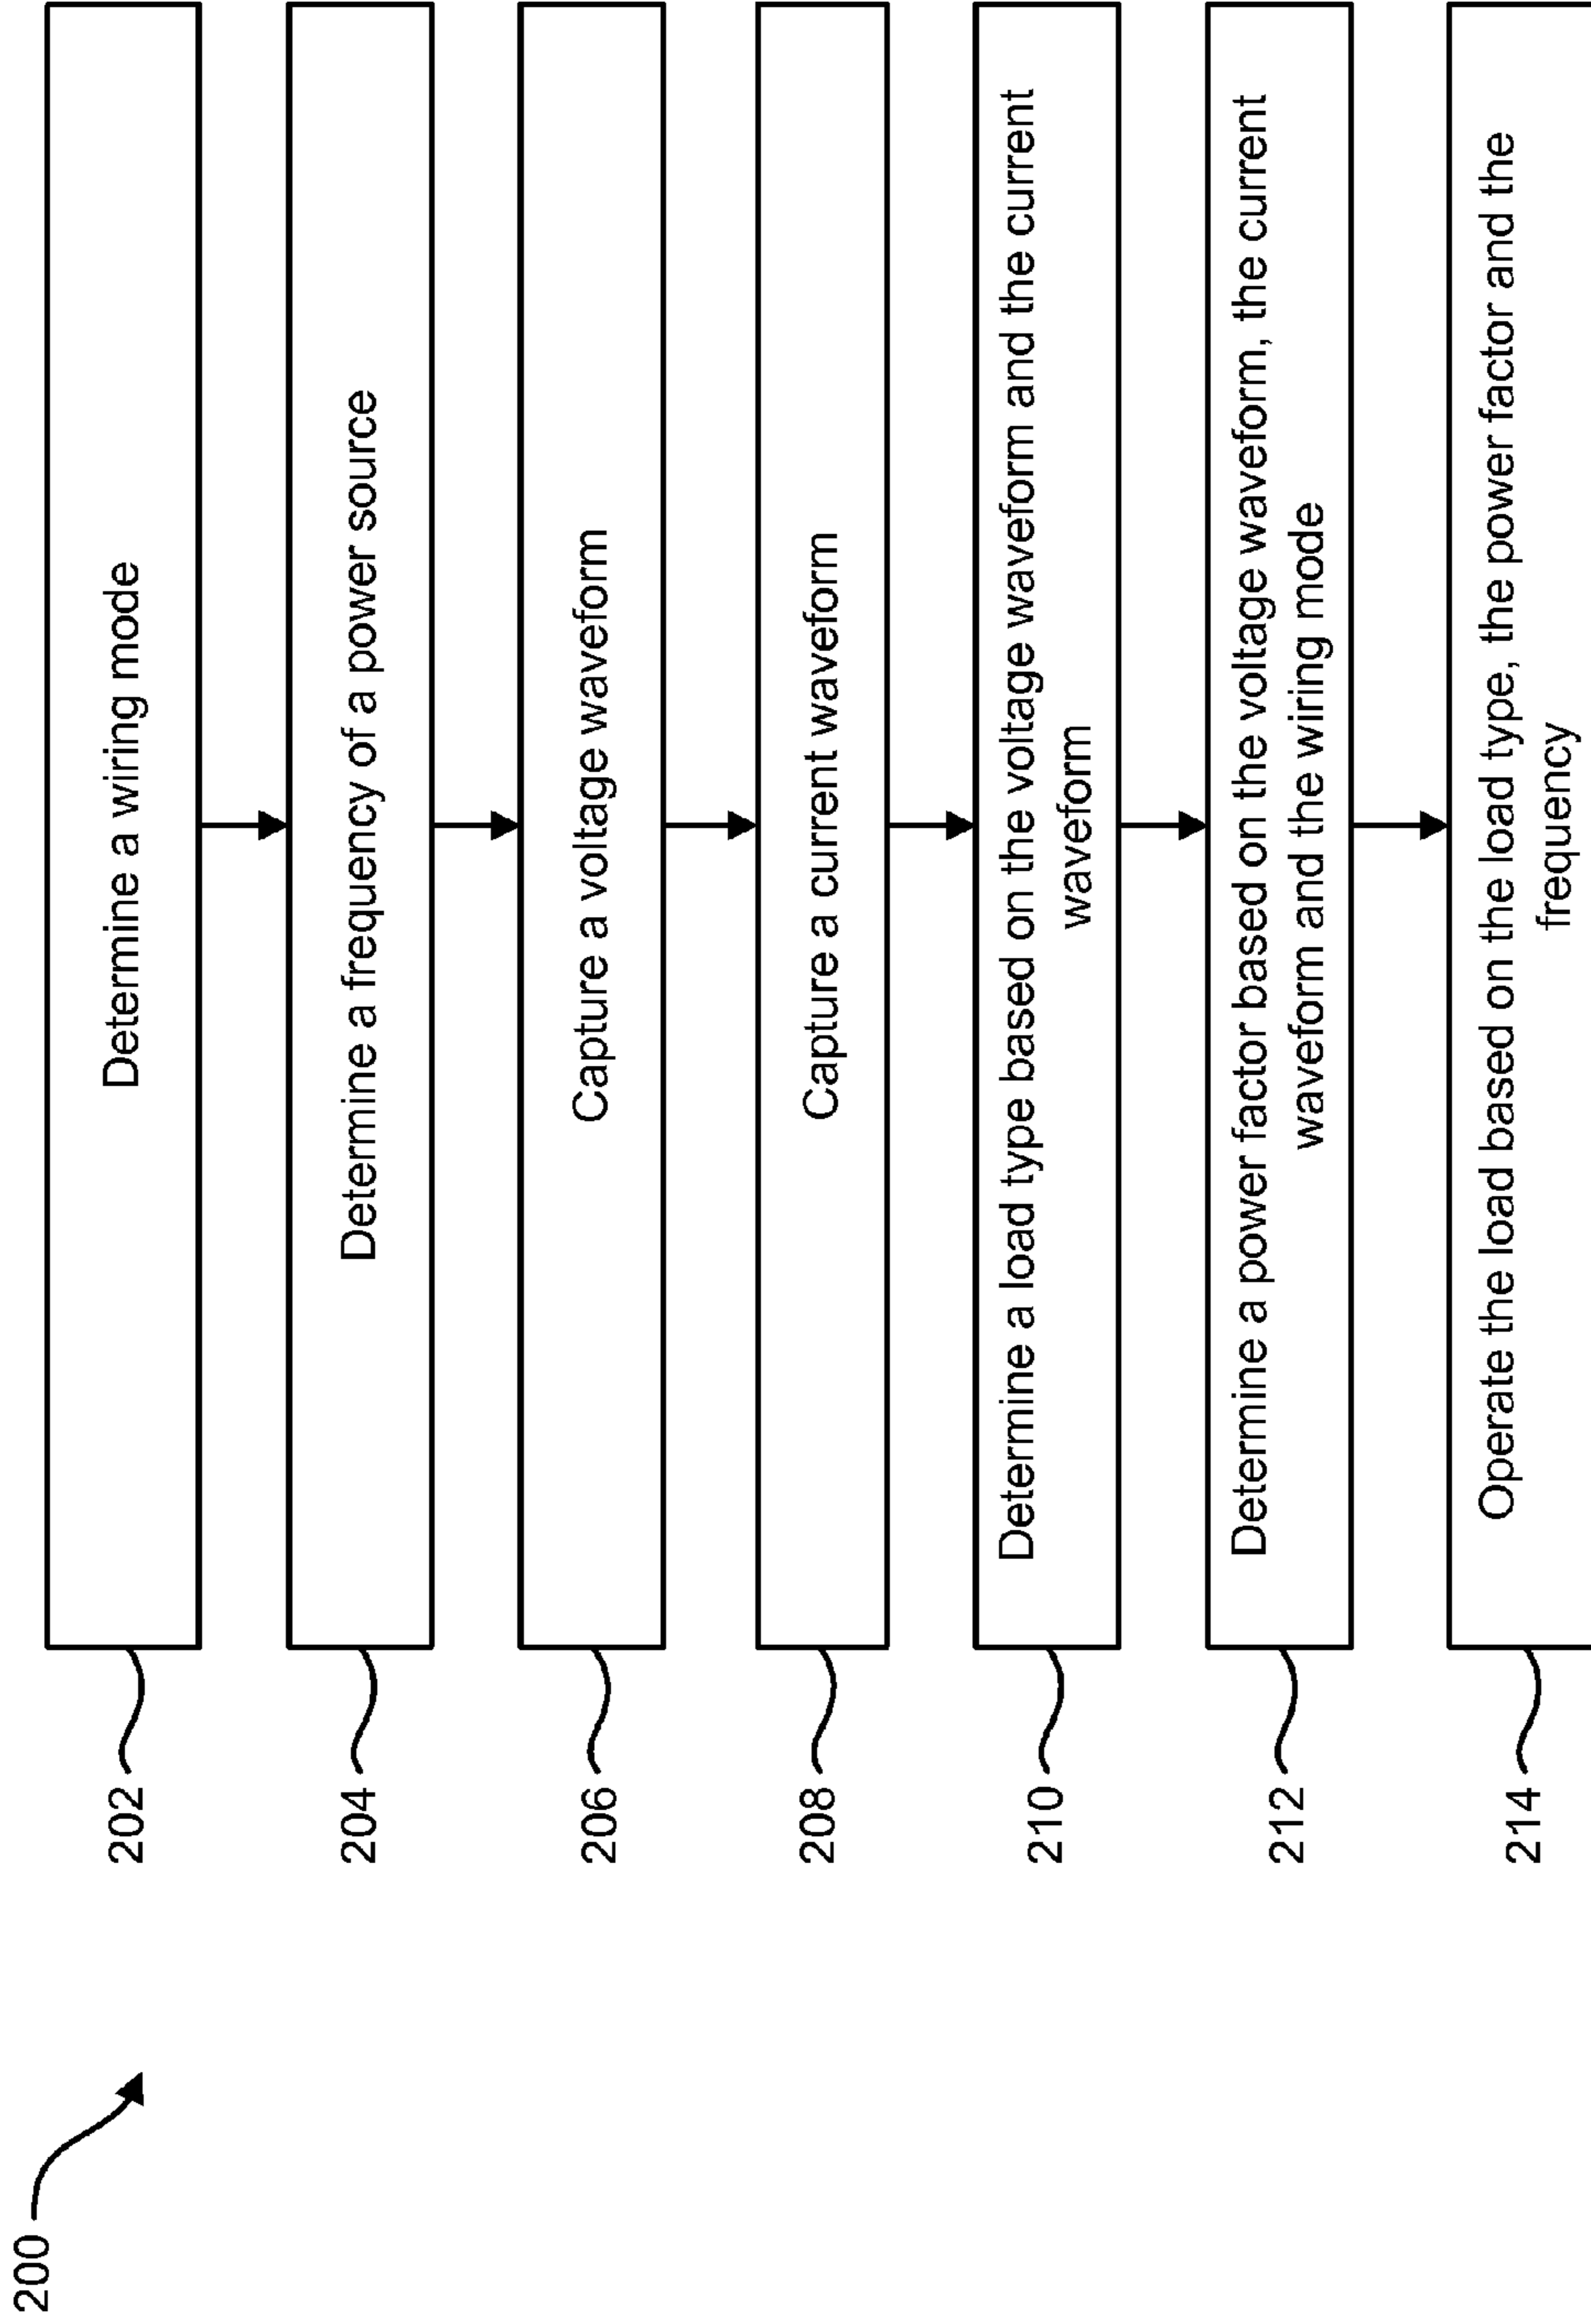 200
202
Determine a wiring mode
204
Determine a frequency of a power source
206
Capture a voltage waveform
208
Capture a current waveform
210
Determine a load type based on the voltage waveform and the current
waveform
212
Determine a power factor based on the voltage waveform, the current
waveform and the wiring mode
214
Operate the load based on the load type, the power factor and the
frequency